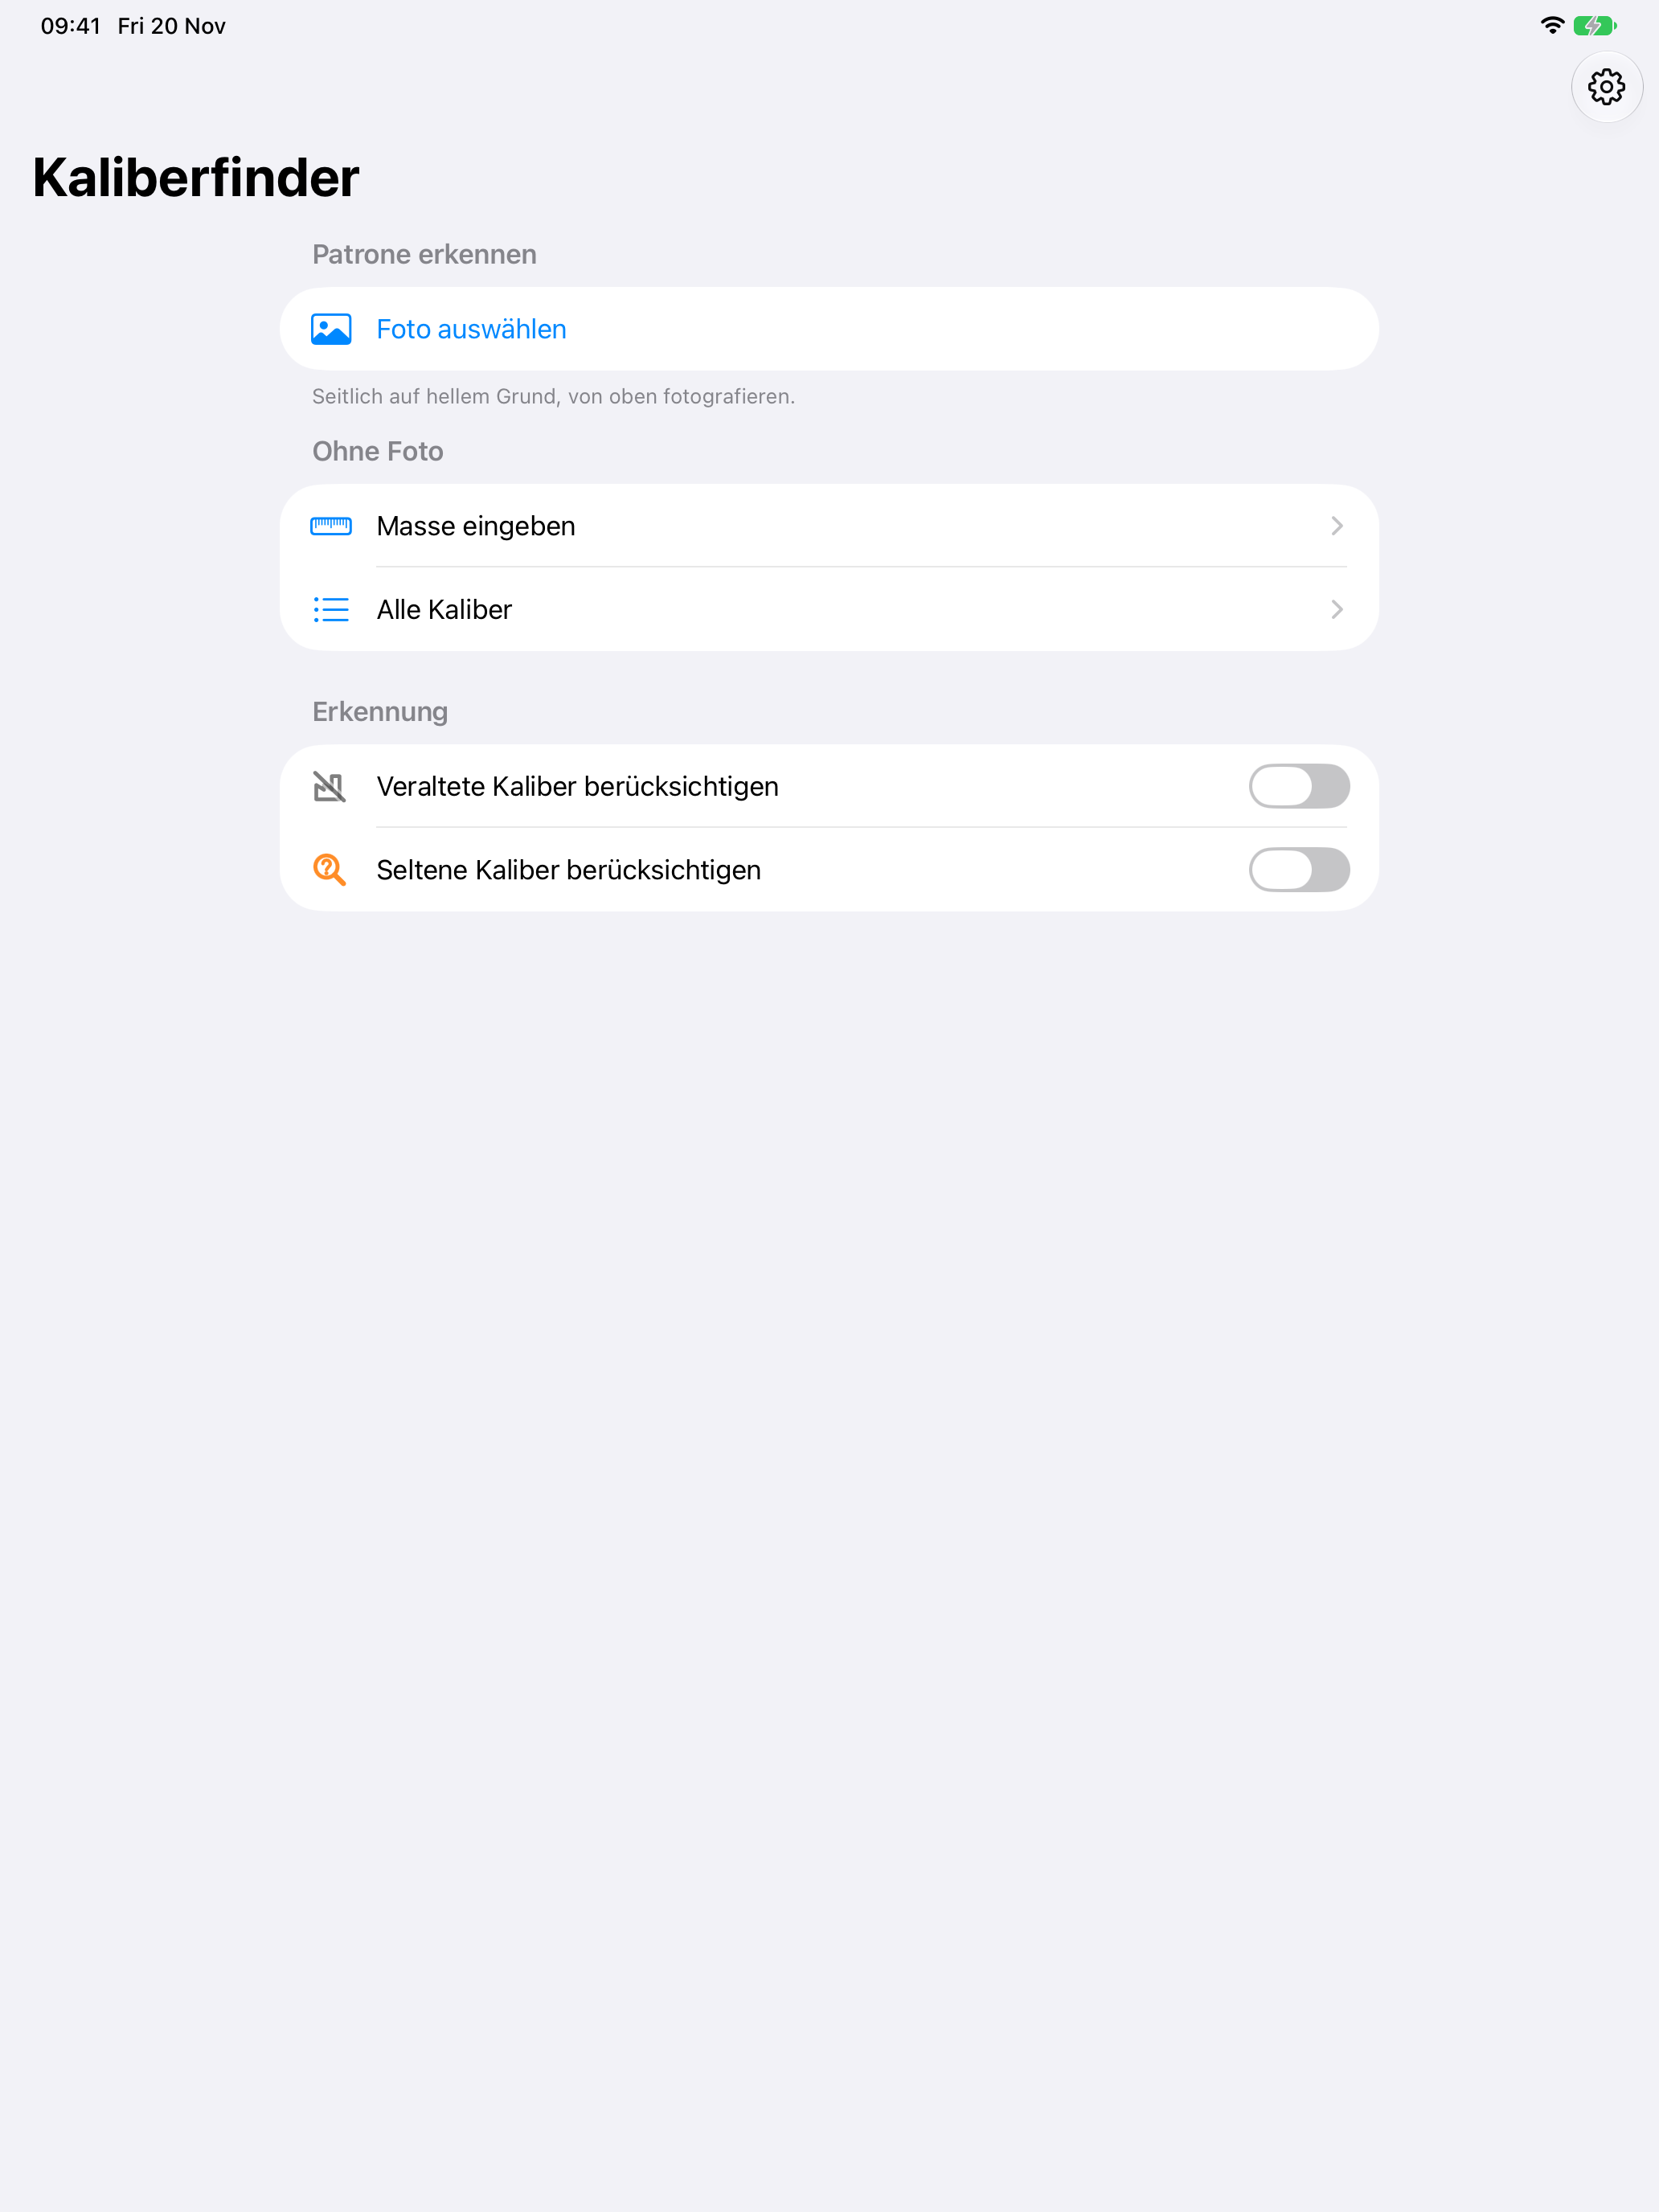 09:41 Fri 20 Nov
Kaliberfinder
Patrone erkennen
Foto auswählen
Seitlich auf hellem Grund, von oben fotografieren.
Ohne Foto
Masse eingeben
Alle Kaliber
Erkennung
Veraltete Kaliber berücksichtigen
Seltene Kaliber berücksichtigen